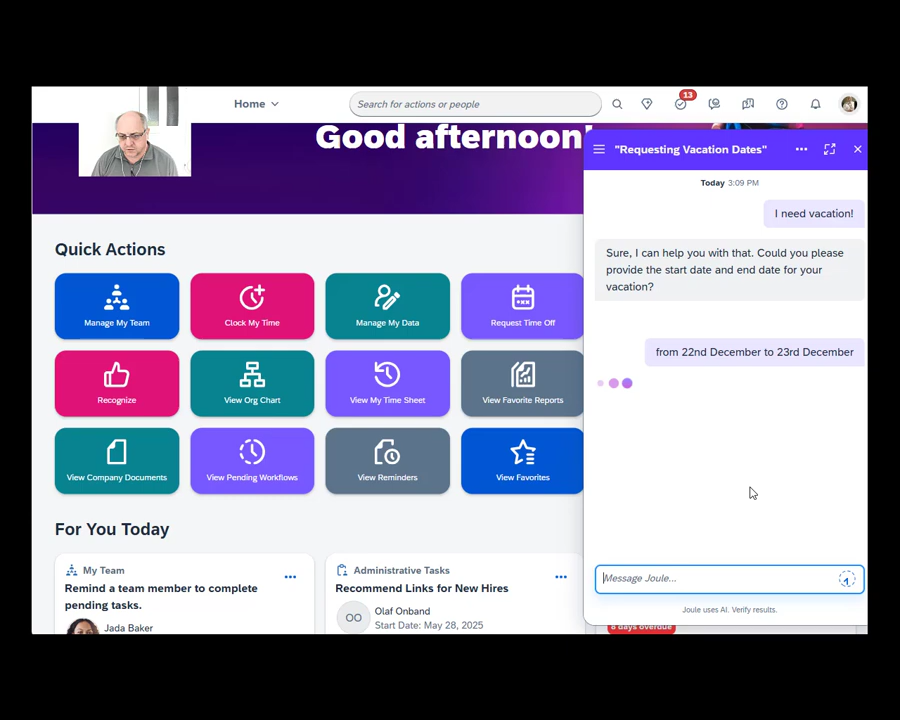 Home
Search for actions or people
13
Good afternoon!
"Requesting Vacation Dates"
Today 3:09 PM
I need vacation!
Sure, I can help you with that. Could you please
provide the start date and end date for your
vacation?
from 22nd December to 23rd December
Message Joule...
Joule uses AI. Verify results.
Quick Actions
Manage My Team
Clock My Time
Manage My Data
Request Time Off
Recognize
View Org Chart
View My Time Sheet
View Favorite Reports
View Company Documents
View Pending Workflows
View Reminders
View Favorites
For You Today
My Team
Remind a team member to complete
pending tasks.
Jada Baker
Administrative Tasks
Recommend Links for New Hires
OO
Olaf Onband
Start Date: May 28, 2025
8 days overdue